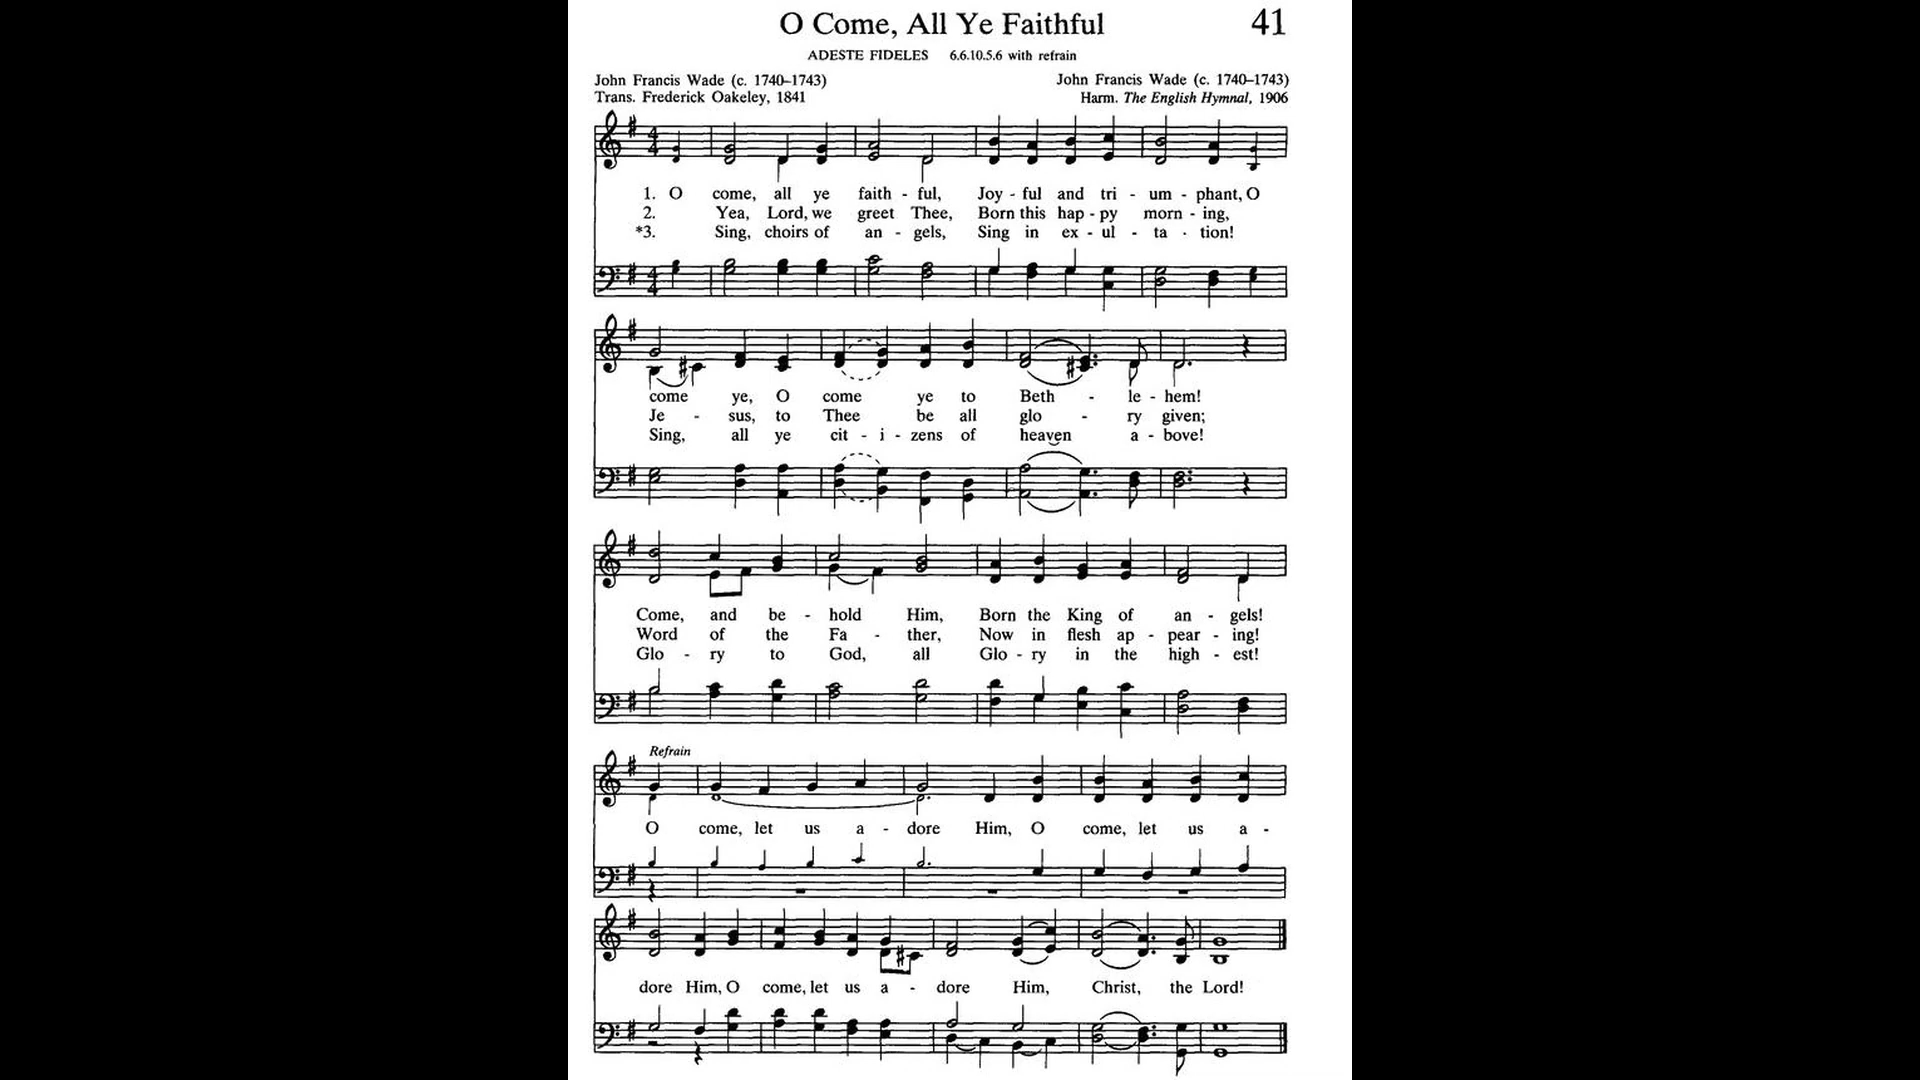 O Come, All Ye Faithful 41
ADESTE FIDELES 6.6.10.5.6 with refrain
John Francis Wade (c. 1740–1743) John Francis Wade (c. 1740–1743)
Trans. Frederick Oakeley, 1841 Harm. The English Hymnal, 1906
4 4
1. O come, all ye faith - ful, Joy - ful and tri - um - phant, O
2. Yea, Lord, we greet Thee, Born this hap - py morn - ing,
*3. Sing, choirs of an - gels, Sing in ex - ul - ta - tion!
4 4
come ye, O come ye to Beth - le - hem!
Je - sus, to Thee be all glo - ry given;
Sing, all ye cit - i - zens of heaven a - bove!
Come, and be - hold Him, Born the King of an - gels!
Word of the Fa - ther, Now in flesh ap - pear - ing!
Glo - ry to God, all Glo - ry in the high - est!
Refrain
O come, let us a - dore Him, O come, let us a -
dore Him, O come, let us a - dore Him, Christ, the Lord!